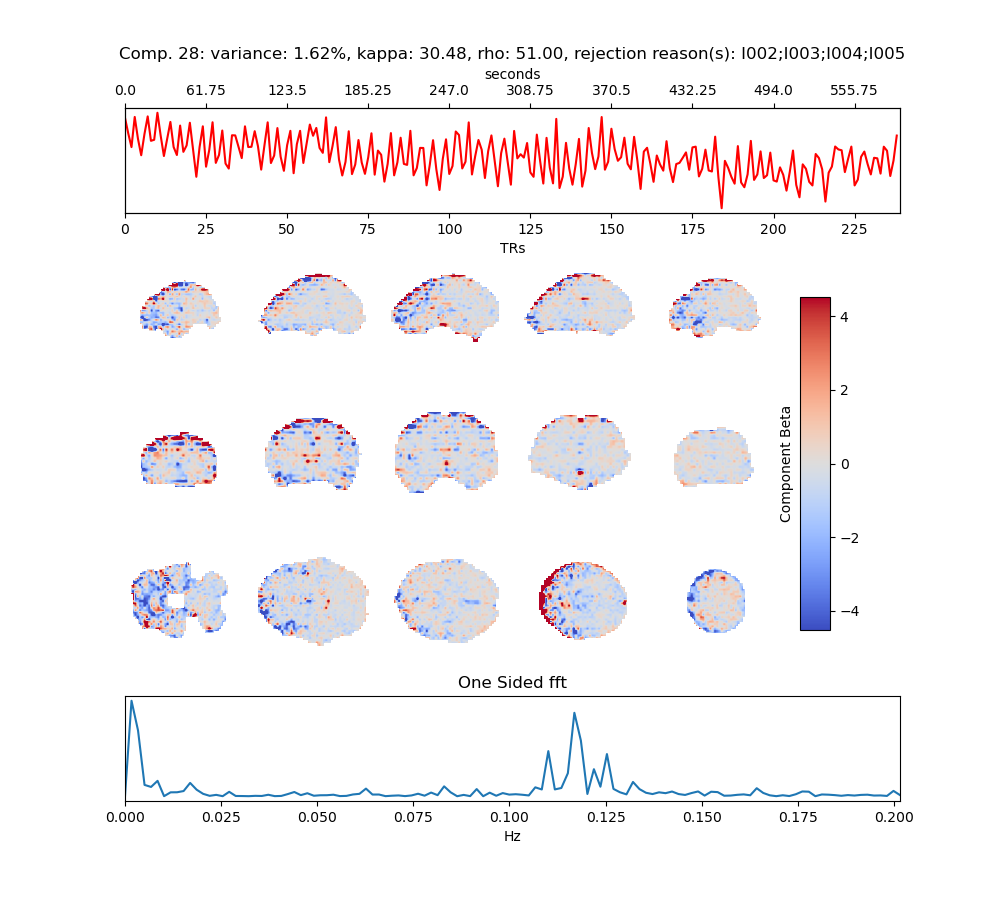 Comp. 28: variance: 1.62%, kappa: 30.48, rho: 51.00, rejection reason(s): I002;I003;I004;I005
seconds
0.0 61.75 123.5 185.25 247.0 308.75 370.5 432.25 494.0 555.75
0 25 50 75 100 125 150 175 200 225
TRs
4
2
0
−2
−4
Component Beta
One Sided fft
0.000 0.025 0.050 0.075 0.100 0.125 0.150 0.175 0.200
Hz